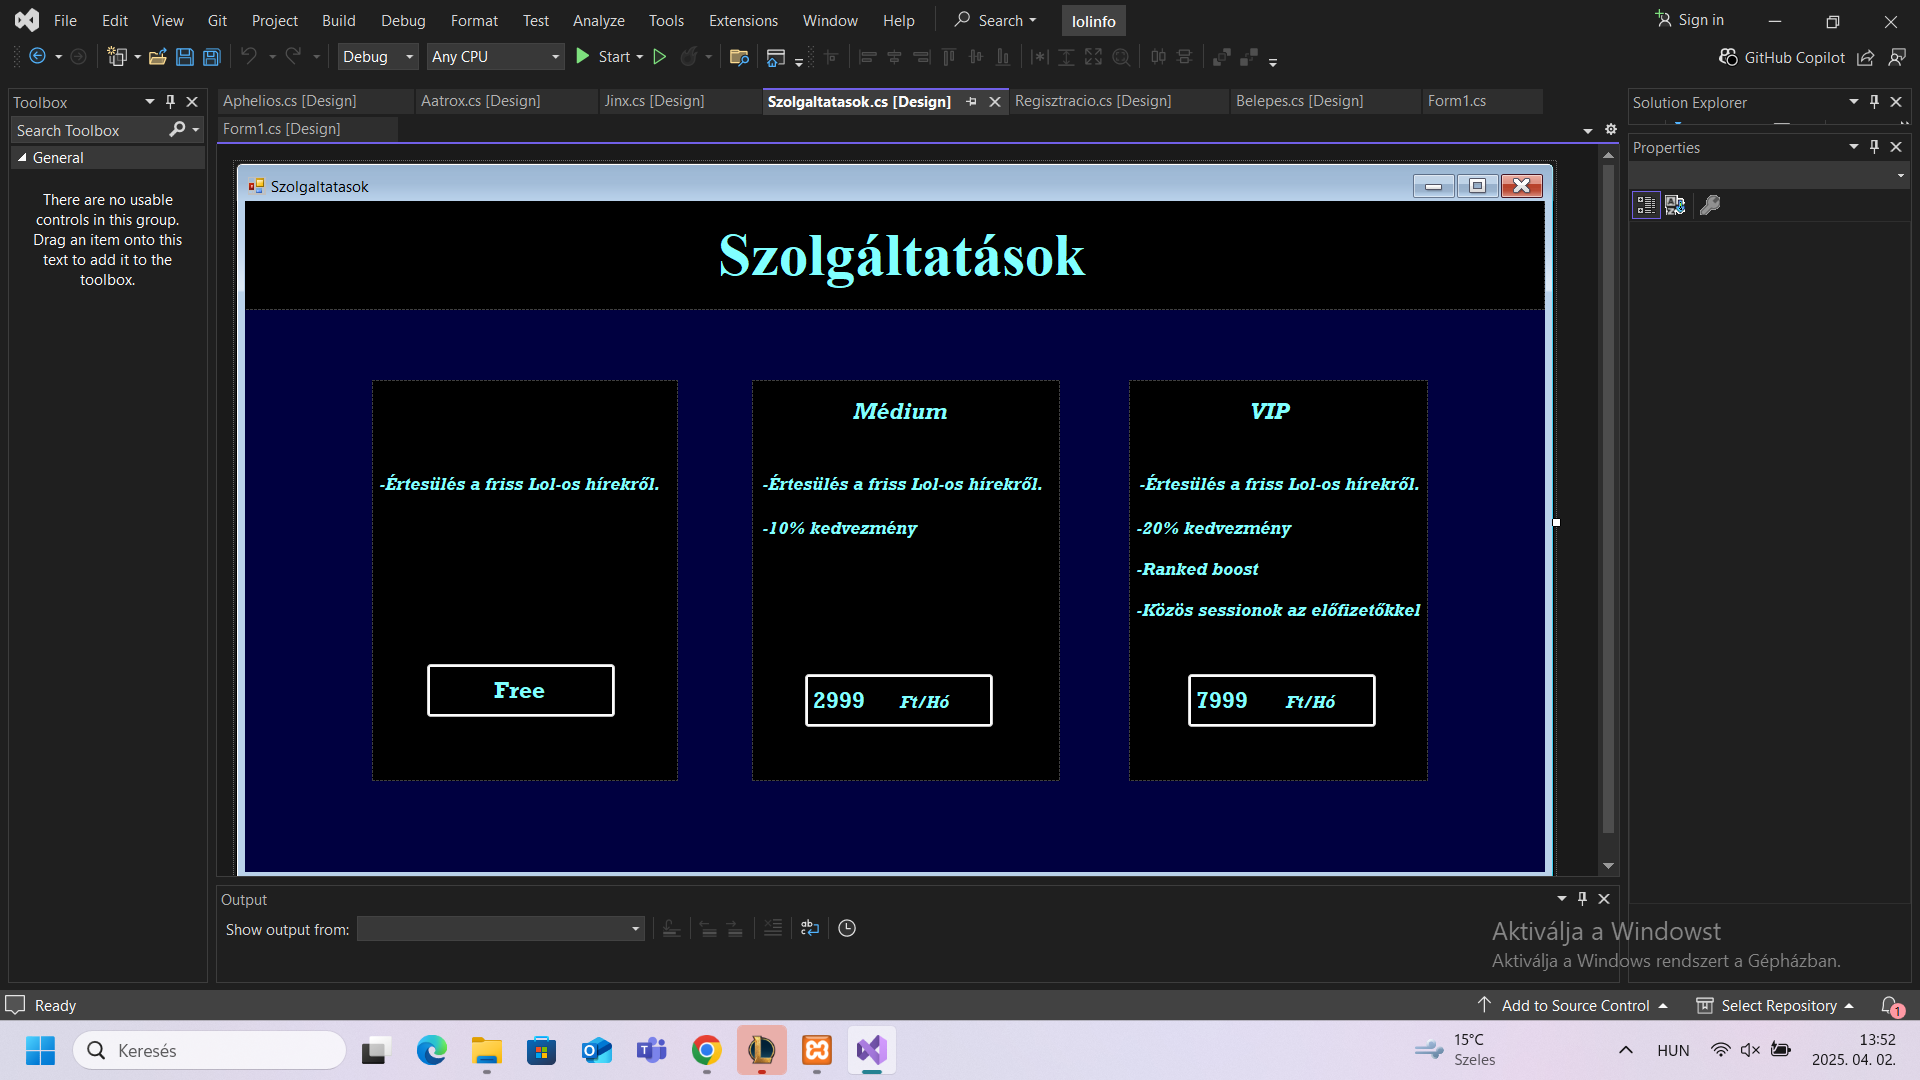 File Edit View Git Project Build Debug Format Test Analyze Tools Extensions Window Help Search lolinfo Sign in
Debug Any CPU Start GitHub Copilot
Toolbox
Search Toolbox
General
There are no usable
controls in this group.
Drag an item onto this
text to add it to the
toolbox.
Aphelios.cs [Design] Aatrox.cs [Design] Jinx.cs [Design] Szolgaltatasok.cs [Design] Regisztracio.cs [Design] Belepes.cs [Design] Form1.cs
Form1.cs [Design]
Szolgaltatasok
Szolgáltatások
-Értesülés a friss Lol-os hírekről.
Free
Médium
-Értesülés a friss Lol-os hírekről.
-10% kedvezmény
2999 Ft/Hó
VIP
-Értesülés a friss Lol-os hírekről.
-20% kedvezmény
-Ranked boost
-Közös sessionok az előfizetőkkel
7999 Ft/Hó
Solution Explorer
Properties
Output
Show output from:
Aktiválja a Windowst
Aktiválja a Windows rendszert a Gépházban.
Ready Add to Source Control Select Repository 1
Keresés
15°C
Szeles
HUN
13:52
2025. 04. 02.